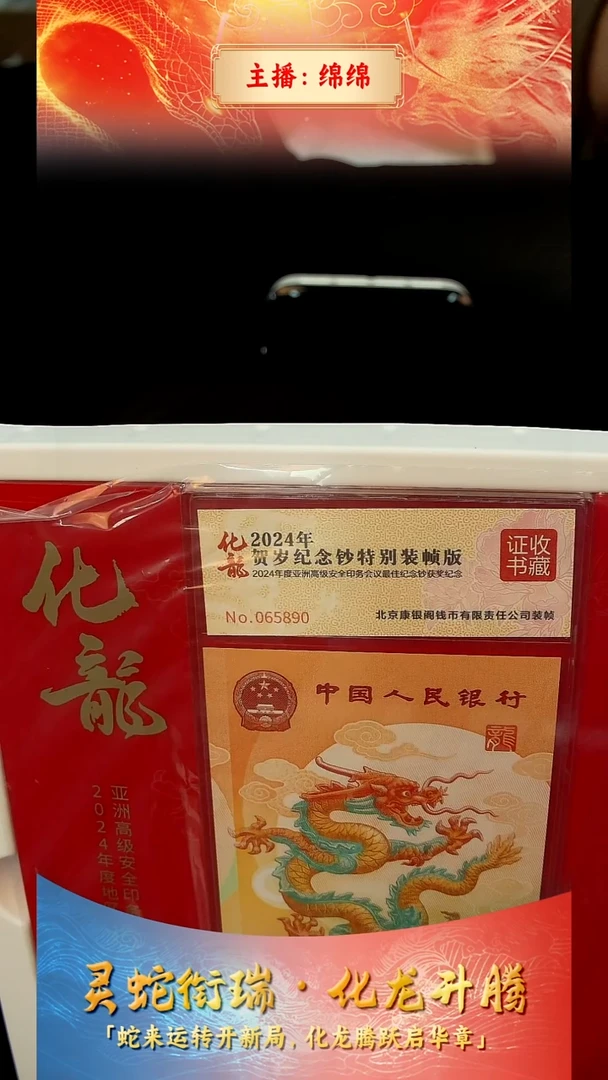 主播：绵绵
化龍
2024年
贺岁纪念钞特别装帧版
2024年度亚洲高级安全印务会议最佳纪念钞获奖纪念
证书
收藏
No.065890
北京康银阁钱币有限责任公司装帧
化龍
中国人民银行
龍
亚洲高级安全印
2024年度地
灵蛇衔瑞·化龙升腾
「蛇来运转开新局，化龙腾跃启华章」